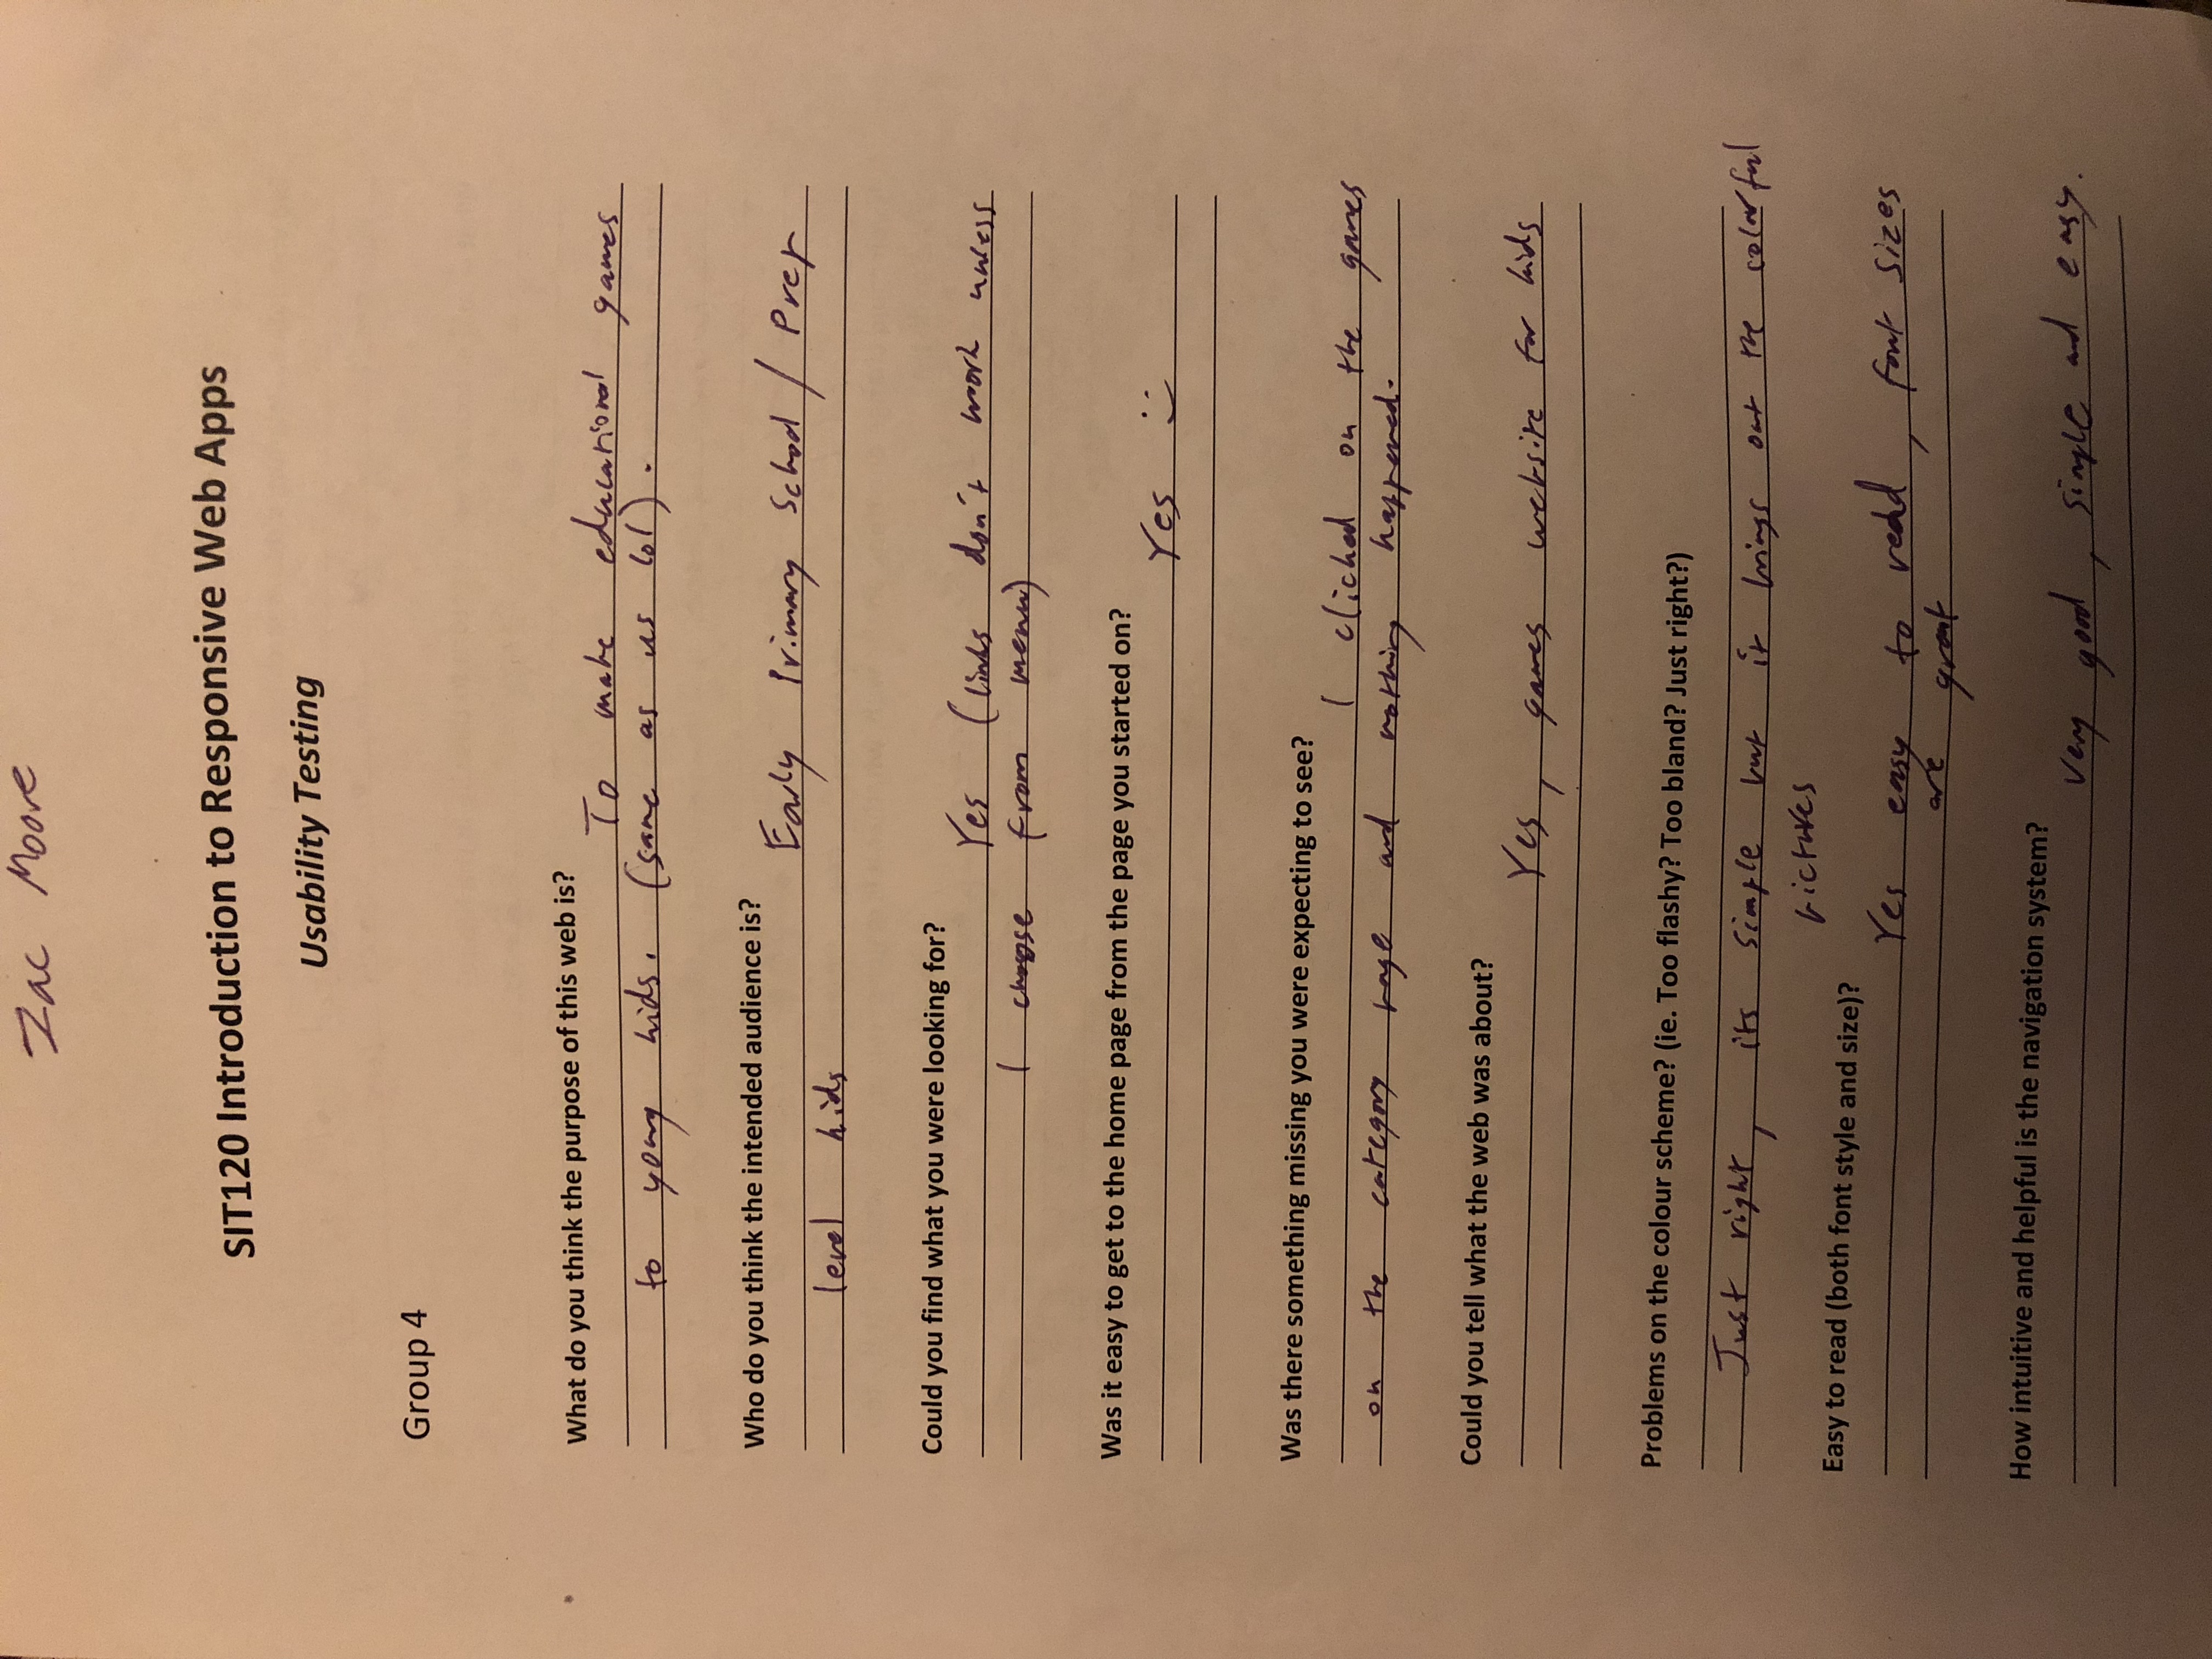 Zac Moore
SIT120 Introduction to Responsive Web Apps
Usability Testing
Group 4
What do you think the purpose of this web is?
To make educational games
to young kids. (same as us lol).
Who do you think the intended audience is?
Early Primary School / Prep
level kids
Could you find what you were looking for?
Yes (links don't work unless
I choose from menu)
Was it easy to get to the home page from the page you started on?
Yes :)
Was there something missing you were expecting to see?
I clicked on the games
on the category page and nothing happened.
Could you tell what the web was about?
Yes, games website for kids
Problems on the colour scheme? (ie. Too flashy? Too bland? Just right?)
Just right, its simple but it brings out the colorful
pictures
Easy to read (both font style and size)?
Yes easy to read, font sizes
are great
How intuitive and helpful is the navigation system?
Very good, simple and easy.